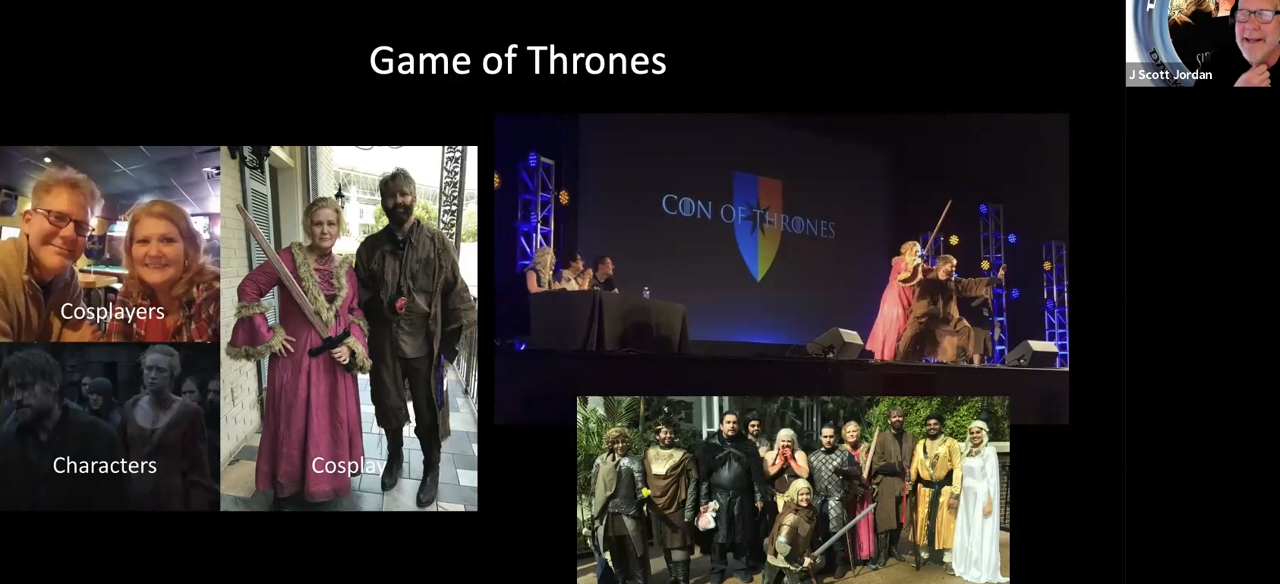 Game of Thrones
J Scott Jordan
CON OF THRONES
Cosplayers
Characters
Cosplay